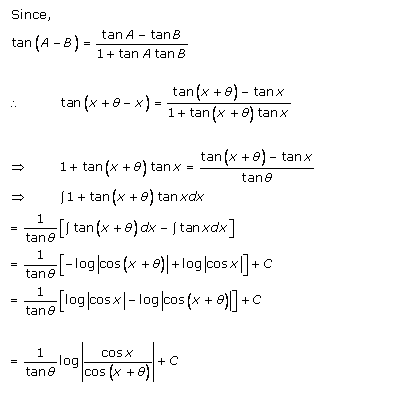 Since,
tan(A − B) = (tan A − tan B)/(1 + tan A tan B)
∴ tan(x + θ − x) = (tan(x + θ) − tan x)/(1 + tan(x + θ) tan x)
⇒ 1 + tan(x + θ) tan x = (tan(x + θ) − tan x)/(tan θ)
⇒ ∫1 + tan(x + θ) tan x dx
= 1/(tan θ) [∫tan(x + θ) dx − ∫tan x dx]
= 1/(tan θ) [−log|cos(x + θ)| + log|cos x|] + C
= 1/(tan θ) [log|cos x| − log|cos(x + θ)|] + C
= 1/(tan θ) log|cos x/(cos(x + θ))| + C